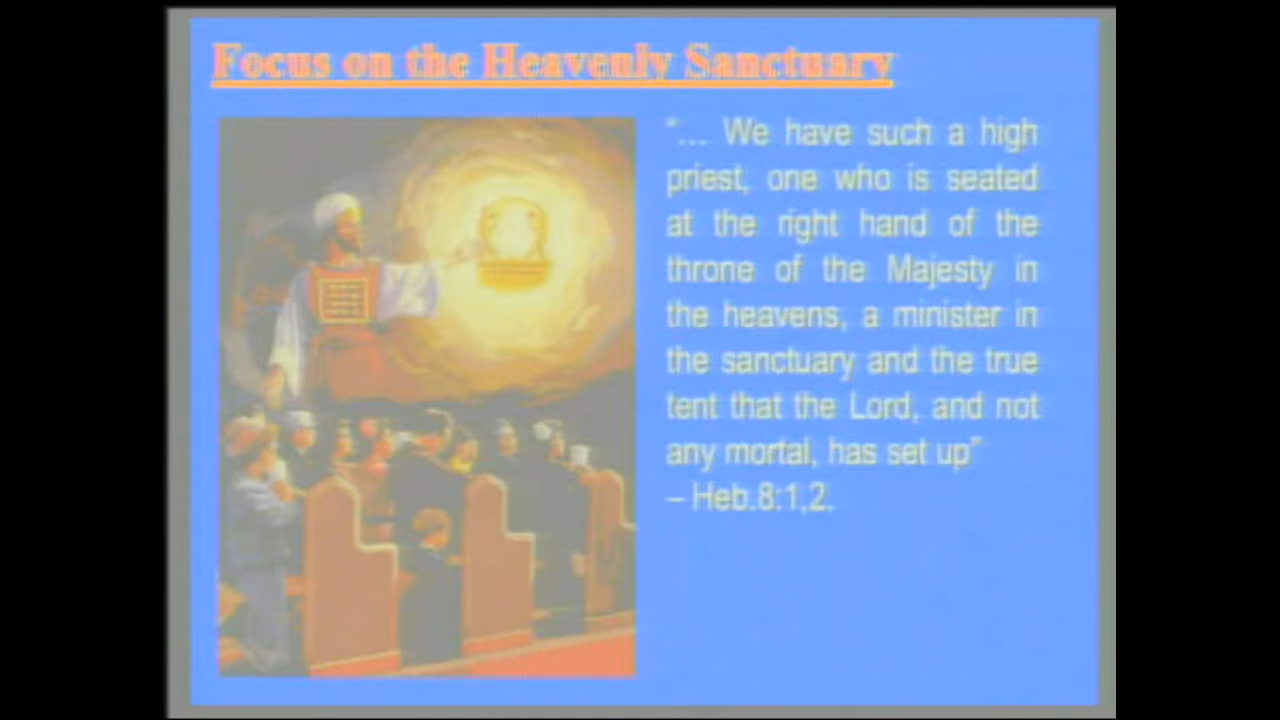 Focus on the Heavenly Sanctuary
"... We have such a high
priest, one who is seated
at the right hand of the
throne of the Majesty in
the heavens, a minister in
the sanctuary and the true
tent that the Lord, and not
any mortal, has set up"
– Heb.8:1,2.